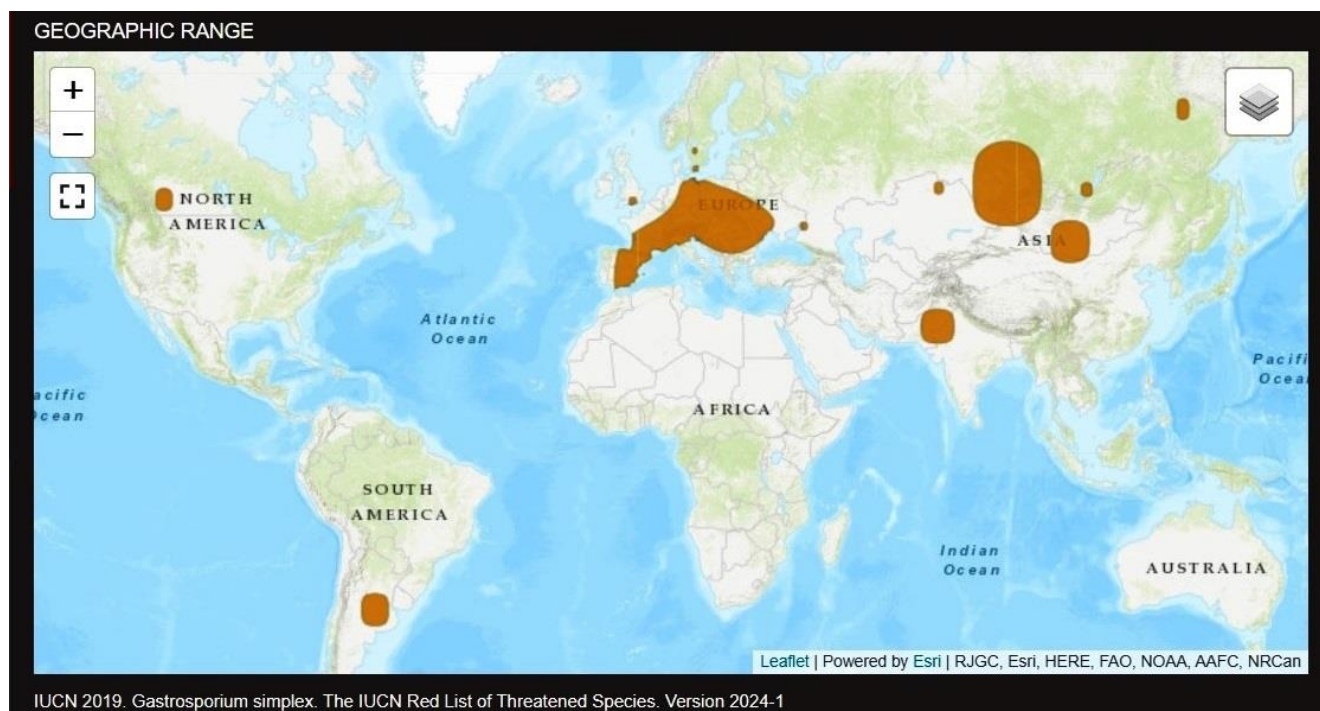 GEOGRAPHIC RANGE
+
−
NORTH
AMERICA
EUROPE
ASIA
Atlantic
Ocean
Pacifi
Ocea
acific
cean
AFRICA
SOUTH
AMERICA
Indian
Ocean
AUSTRALIA
Leaflet | Powered by Esri | RJGC, Esri, HERE, FAO, NOAA, AAFC, NRCan
IUCN 2019. Gastrosporium simplex. The IUCN Red List of Threatened Species. Version 2024-1